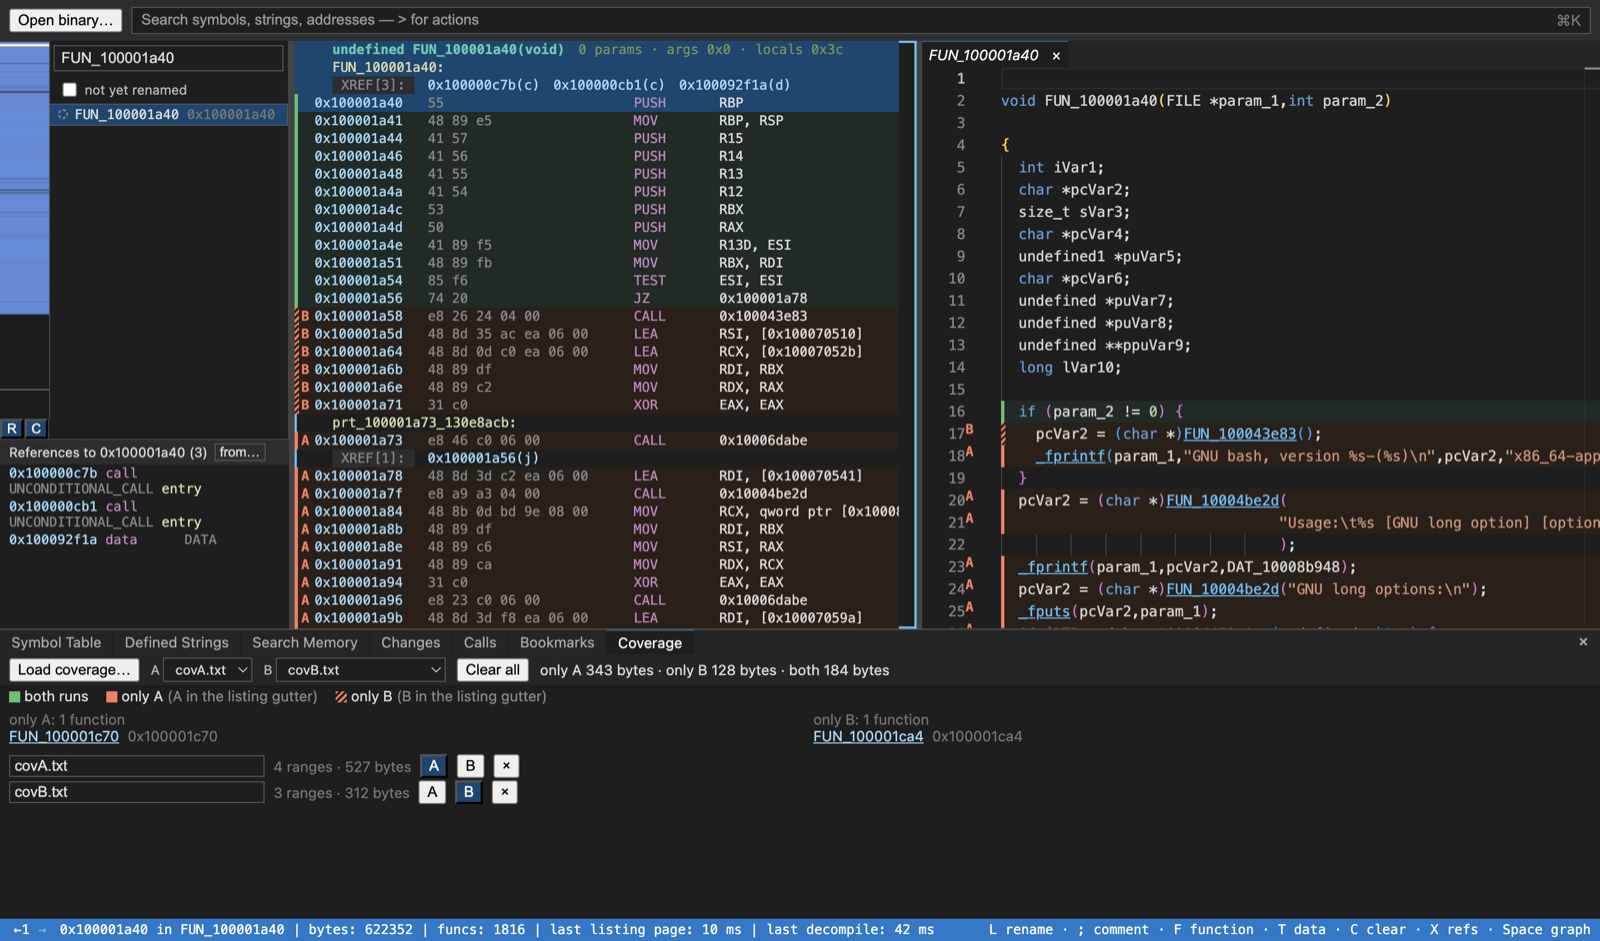 Open binary…
Search symbols, strings, addresses — > for actions
⌘K
FUN_100001a40
not yet renamed
FUN_100001a40 0x100001a40
R C
References to 0x100001a40 (3) from…
0x100000c7b call
UNCONDITIONAL_CALL entry
0x100000cb1 call
UNCONDITIONAL_CALL entry
0x100092f1a data DATA
undefined FUN_100001a40(void) 0 params · args 0x0 · locals 0x3c
FUN_100001a40:
XREF[3]: 0x100000c7b(c) 0x100000cb1(c) 0x100092f1a(d)
0x100001a40 55 PUSH RBP
0x100001a41 48 89 e5 MOV RBP, RSP
0x100001a44 41 57 PUSH R15
0x100001a46 41 56 PUSH R14
0x100001a48 41 55 PUSH R13
0x100001a4a 41 54 PUSH R12
0x100001a4c 53 PUSH RBX
0x100001a4d 50 PUSH RAX
0x100001a4e 41 89 f5 MOV R13D, ESI
0x100001a51 48 89 fb MOV RBX, RDI
0x100001a54 85 f6 TEST ESI, ESI
0x100001a56 74 20 JZ 0x100001a78
B 0x100001a58 e8 26 24 04 00 CALL 0x100043e83
B 0x100001a5d 48 8d 35 ac ea 06 00 LEA RSI, [0x100070510]
B 0x100001a64 48 8d 0d c0 ea 06 00 LEA RCX, [0x10007052b]
B 0x100001a6b 48 89 df MOV RDI, RBX
B 0x100001a6e 48 89 c2 MOV RDX, RAX
B 0x100001a71 31 c0 XOR EAX, EAX
prt_100001a73_130e8acb:
A 0x100001a73 e8 46 c0 06 00 CALL 0x10006dabe
XREF[1]: 0x100001a56(j)
A 0x100001a78 48 8d 3d c2 ea 06 00 LEA RDI, [0x100070541]
A 0x100001a7f e8 a9 a3 04 00 CALL 0x10004be2d
A 0x100001a84 48 8b 0d bd 9e 08 00 MOV RCX, qword ptr [0x10008
A 0x100001a8b 48 89 df MOV RDI, RBX
A 0x100001a8e 48 89 c6 MOV RSI, RAX
A 0x100001a91 48 89 ca MOV RDX, RCX
A 0x100001a94 31 c0 XOR EAX, EAX
A 0x100001a96 e8 23 c0 06 00 CALL 0x10006dabe
A 0x100001a9b 48 8d 3d f8 ea 06 00 LEA RDI, [0x10007059a]
FUN_100001a40 ×
1
2 void FUN_100001a40(FILE *param_1,int param_2)
3
4 {
5 int iVar1;
6 char *pcVar2;
7 size_t sVar3;
8 char *pcVar4;
9 undefined1 *puVar5;
10 char *pcVar6;
11 undefined *puVar7;
12 undefined *puVar8;
13 undefined **ppuVar9;
14 long lVar10;
15
16 if (param_2 != 0) {
17 B pcVar2 = (char *)FUN_100043e83();
18 A _fprintf(param_1,"GNU bash, version %s-(%s)\n",pcVar2,"x86_64-app
19 }
20 A pcVar2 = (char *)FUN_10004be2d(
21 A "Usage:\t%s [GNU long option] [option
22 );
23 A _fprintf(param_1,pcVar2,DAT_10008b948);
24 A pcVar2 = (char *)FUN_10004be2d("GNU long options:\n");
25 A _fputs(pcVar2,param_1);
Symbol Table Defined Strings Search Memory Changes Calls Bookmarks Coverage ×
Load coverage… A covA.txt B covB.txt Clear all only A 343 bytes · only B 128 bytes · both 184 bytes
both runs only A (A in the listing gutter) only B (B in the listing gutter)
only A: 1 function
FUN_100001c70 0x100001c70
only B: 1 function
FUN_100001ca4 0x100001ca4
covA.txt 4 ranges · 527 bytes A B ×
covB.txt 3 ranges · 312 bytes A B ×
←1 → 0x100001a40 in FUN_100001a40 | bytes: 622352 | funcs: 1816 | last listing page: 10 ms | last decompile: 42 ms L rename · ; comment · F function · T data · C clear · X refs · Space graph